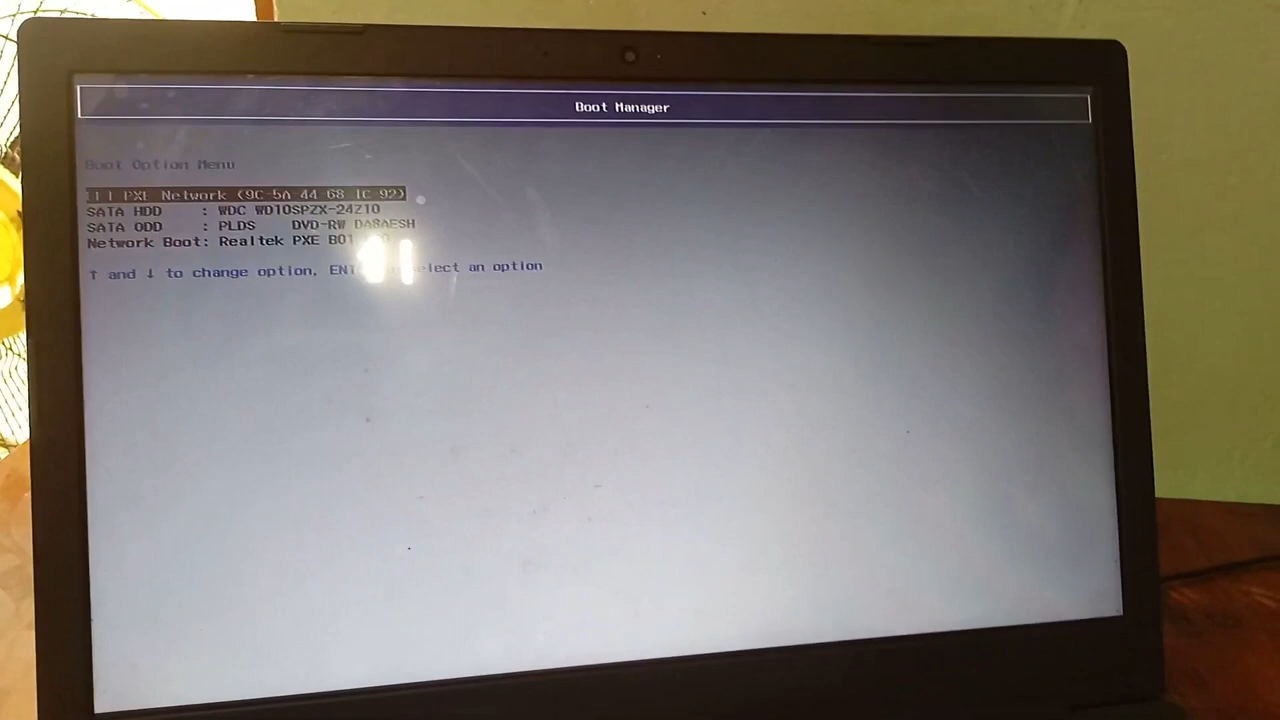 Boot Manager
Boot Option Menu
PXE Network (9C-5A-44-68-1C-92)
SATA HDD : WDC WD10SPZX-24Z10
SATA ODD : PLDS DVD-RW DA8AESH
Network Boot: Realtek PXE B01
↑ and ↓ to change option, an option